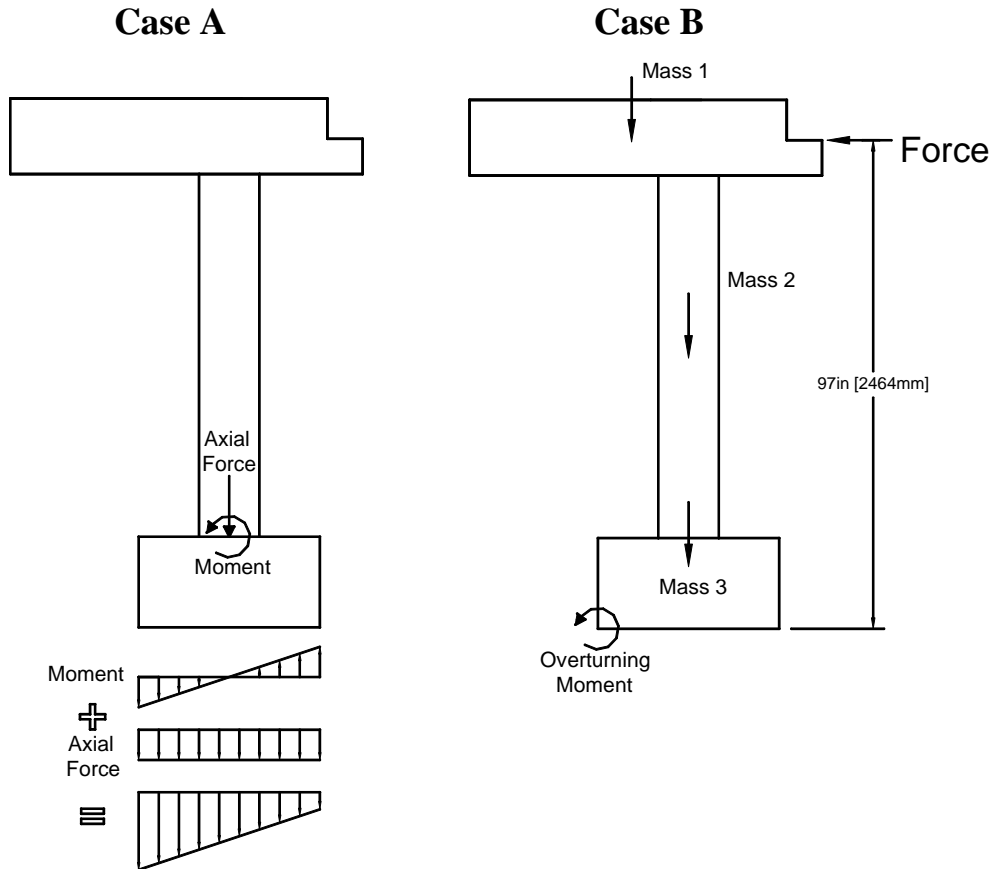 Case A
Case B
Mass 1
Force
Mass 2
97in [2464mm]
Axial
Force
Moment
Mass 3
Overturning
Moment
Moment
Axial
Force